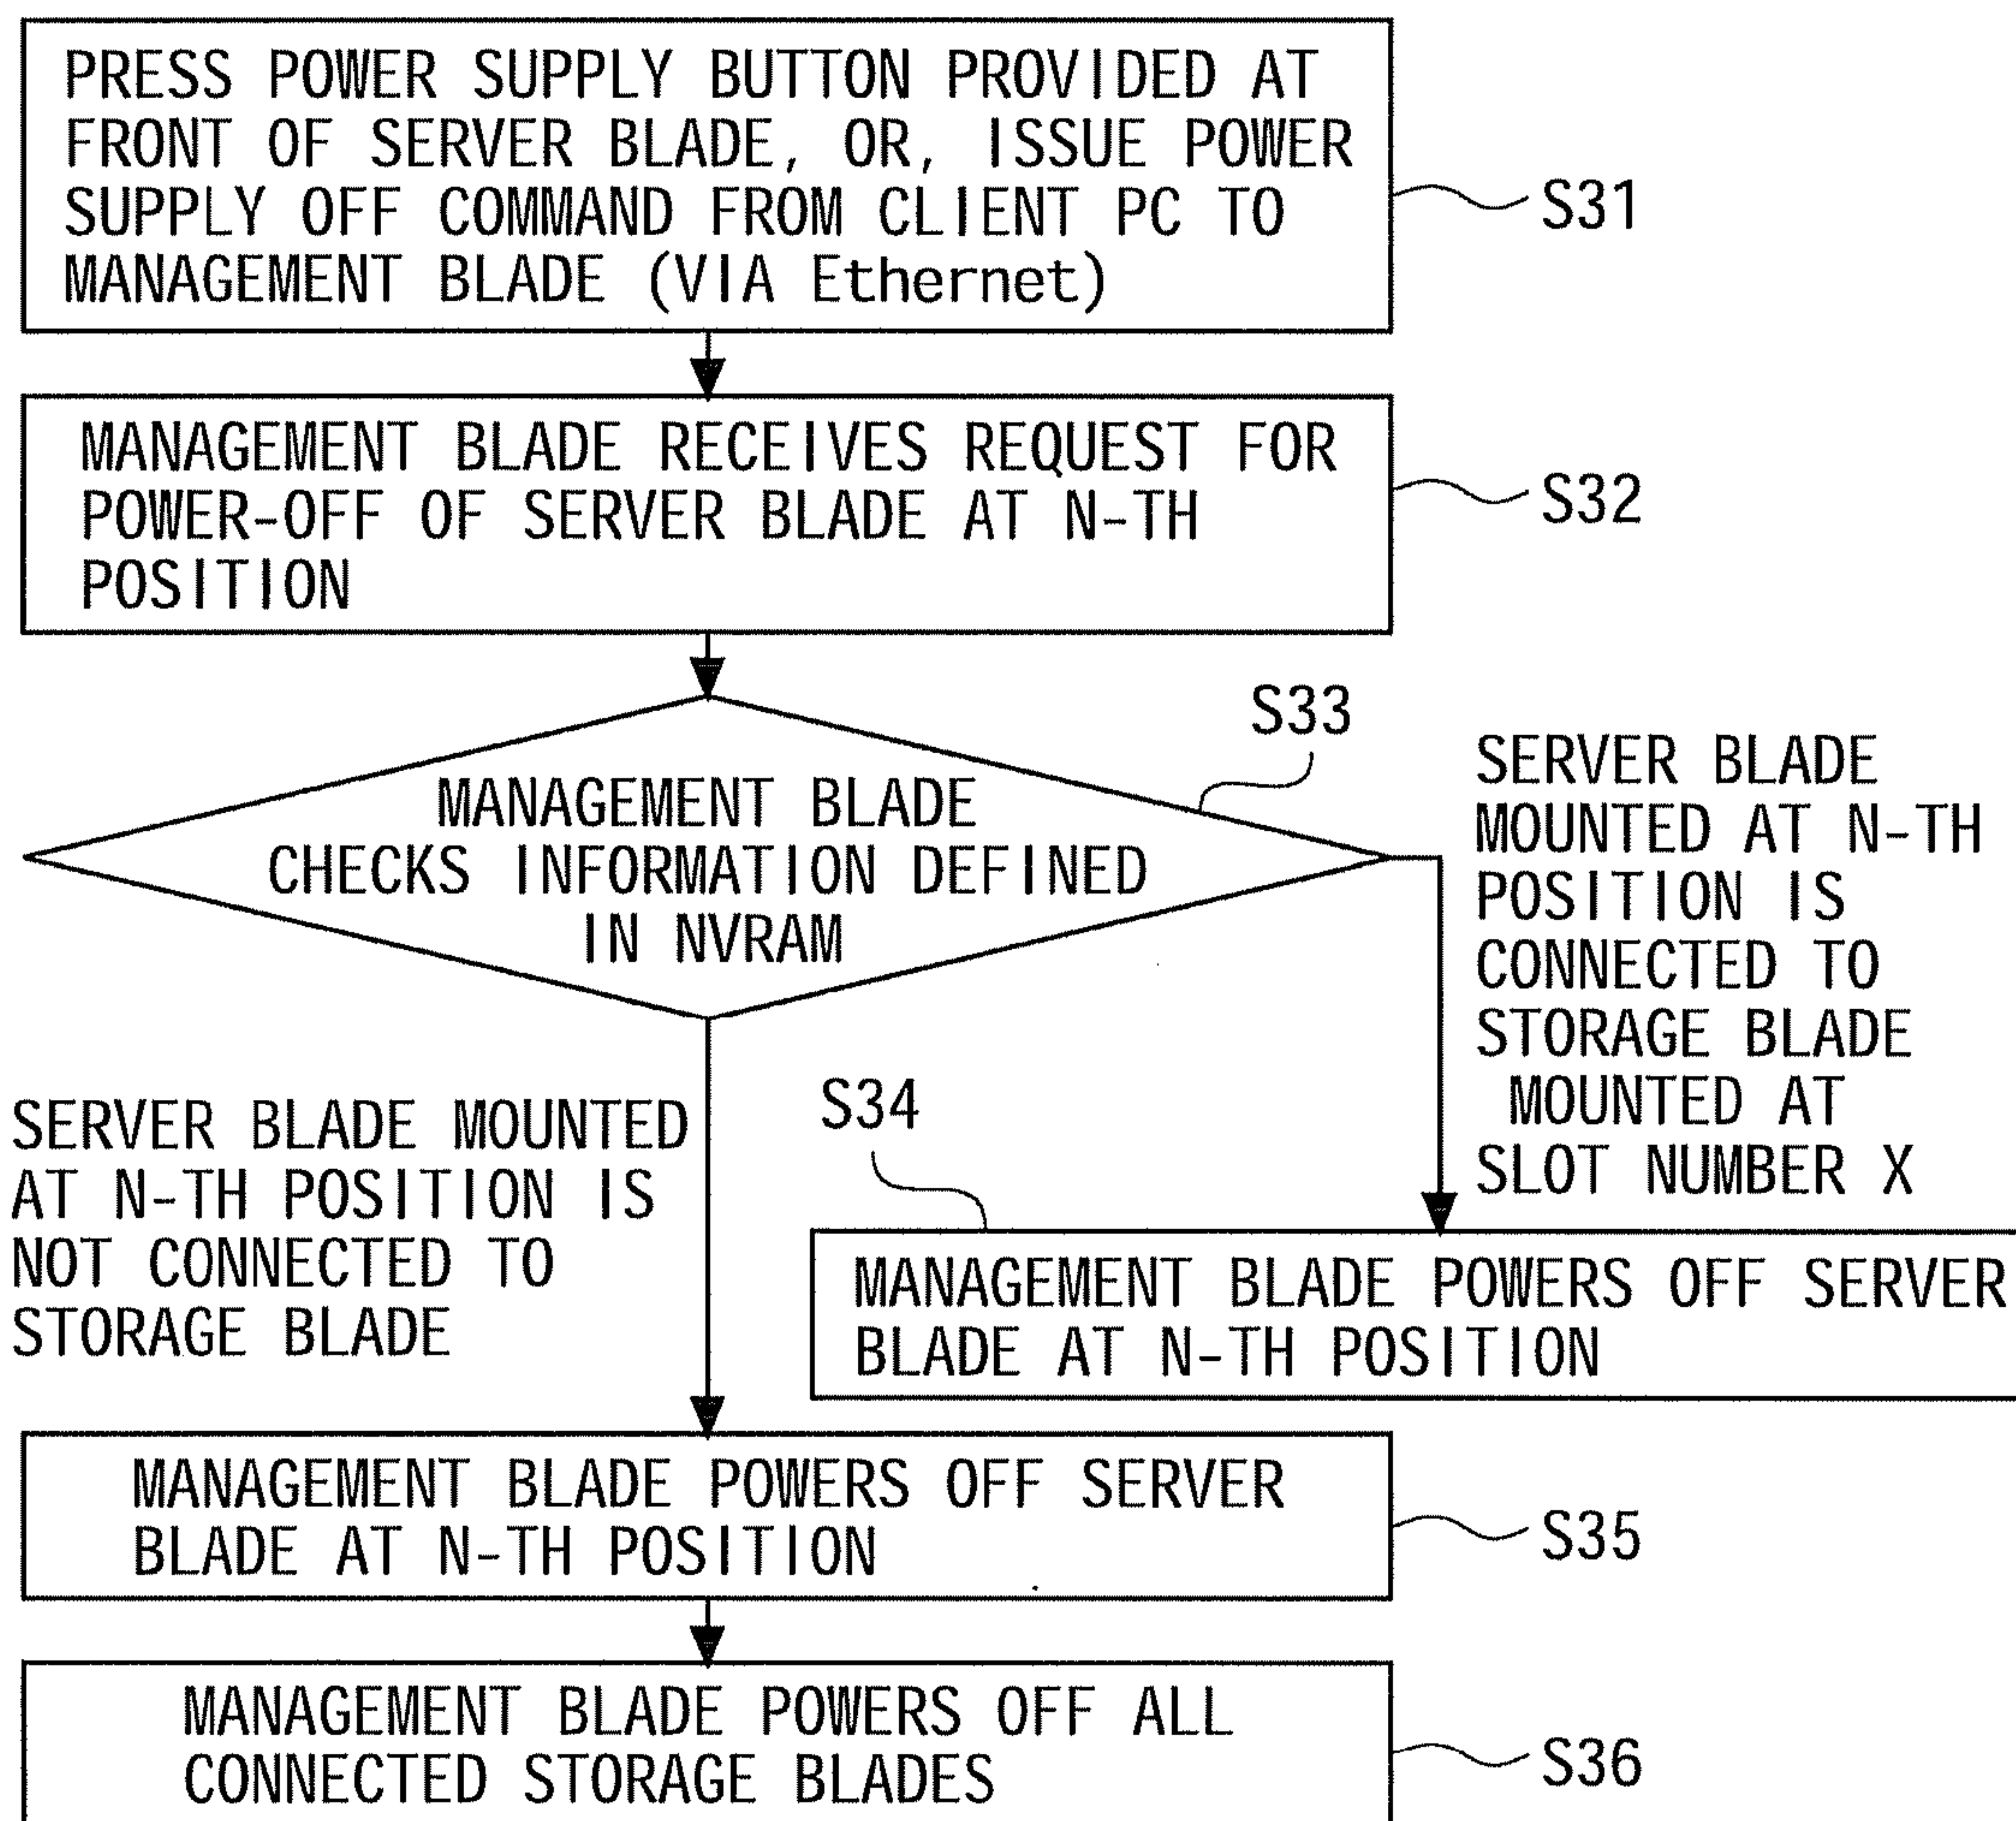 PRESS POWER SUPPLY BUTTON PROVIDED AT
FRONT OF SERVER BLADE, OR, ISSUE POWER
SUPPLY OFF COMMAND FROM CLIENT PC TO
MANAGEMENT BLADE (VIA Ethernet)
S31
MANAGEMENT BLADE RECEIVES REQUEST FOR
POWER-OFF OF SERVER BLADE AT N-TH
POSITION
S32
S33
MANAGEMENT BLADE
CHECKS INFORMATION DEFINED
IN NVRAM
SERVER BLADE
MOUNTED AT N-TH
POSITION IS
CONNECTED TO
STORAGE BLADE
MOUNTED AT
SLOT NUMBER X
SERVER BLADE MOUNTED
AT N-TH POSITION IS
NOT CONNECTED TO
STORAGE BLADE
S34
MANAGEMENT BLADE POWERS OFF SERVER
BLADE AT N-TH POSITION
MANAGEMENT BLADE POWERS OFF SERVER
BLADE AT N-TH POSITION
S35
MANAGEMENT BLADE POWERS OFF ALL
CONNECTED STORAGE BLADES
S36